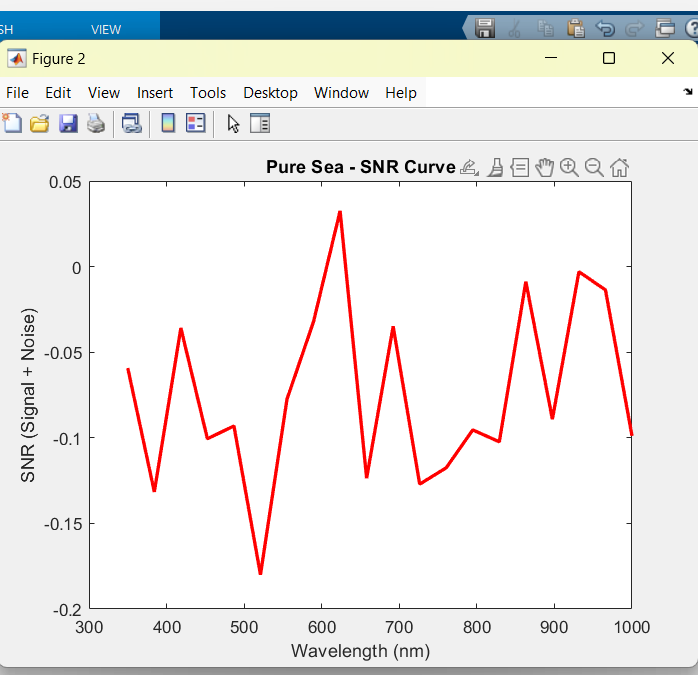 SH VIEW
Figure 2
File Edit View Insert Tools Desktop Window Help
Pure Sea - SNR Curve
0.05
0
-0.05
-0.1
-0.15
-0.2
SNR (Signal + Noise)
300 400 500 600 700 800 900 1000
Wavelength (nm)